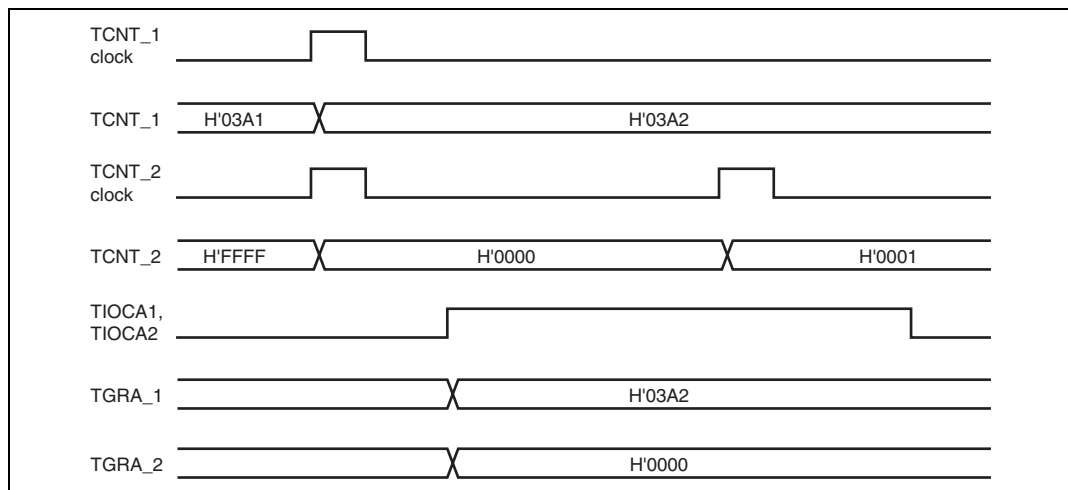 TCNT_1
clock
TCNT_1 H'03A1 H'03A2
TCNT_2
clock
TCNT_2 H'FFFF H'0000 H'0001
TIOCA1,
TIOCA2
TGRA_1 H'03A2
TGRA_2 H'0000